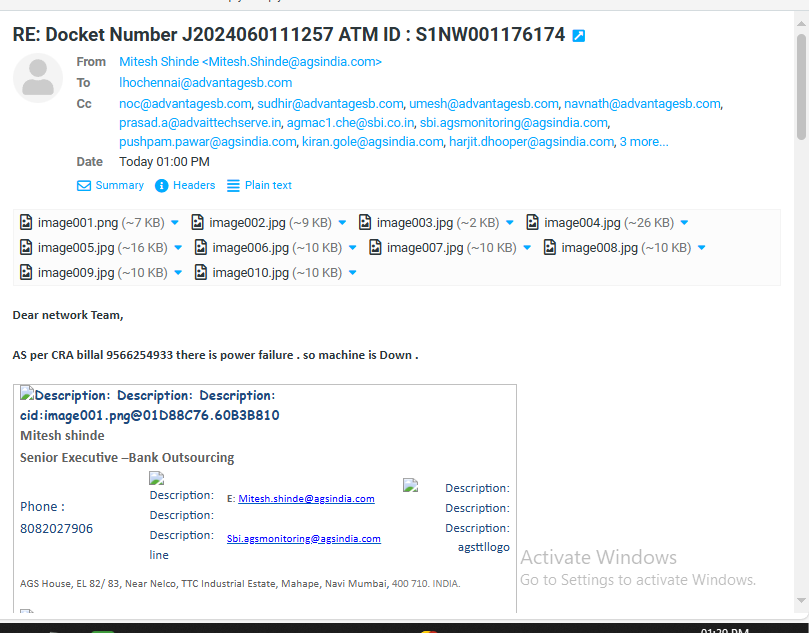 RE: Docket Number J2024060111257 ATM ID : S1NW001176174
From Mitesh Shinde <Mitesh.Shinde@agsindia.com>
To lhochennai@advantagesb.com
Cc noc@advantagesb.com, sudhir@advantagesb.com, umesh@advantagesb.com, navnath@advantagesb.com,
prasad.a@advaittechserve.in, agmac1.che@sbi.co.in, sbi.agsmonitoring@agsindia.com,
pushpam.pawar@agsindia.com, kiran.gole@agsindia.com, harjit.dhooper@agsindia.com, 3 more...
Date Today 01:00 PM
Summary Headers Plain text
image001.png (~7 KB) image002.jpg (~9 KB) image003.jpg (~2 KB) image004.jpg (~26 KB)
image005.jpg (~16 KB) image006.jpg (~10 KB) image007.jpg (~10 KB) image008.jpg (~10 KB)
image009.jpg (~10 KB) image010.jpg (~10 KB)
Dear network Team,
AS per CRA billal 9566254933 there is power failure . so machine is Down .
Description: Description: Description:
cid:image001.png@01D88C76.60B3B810
Mitesh shinde
Senior Executive –Bank Outsourcing
Phone :
8082027906
Description:
Description:
Description:
line
E: Mitesh.shinde@agsindia.com
Sbi.agsmonitoring@agsindia.com
Description:
Description:
Description:
agsttllogo
AGS House, EL 82/ 83, Near Nelco, TTC Industrial Estate, Mahape, Navi Mumbai, 400 710. INDIA.
Activate Windows
Go to Settings to activate Windows.